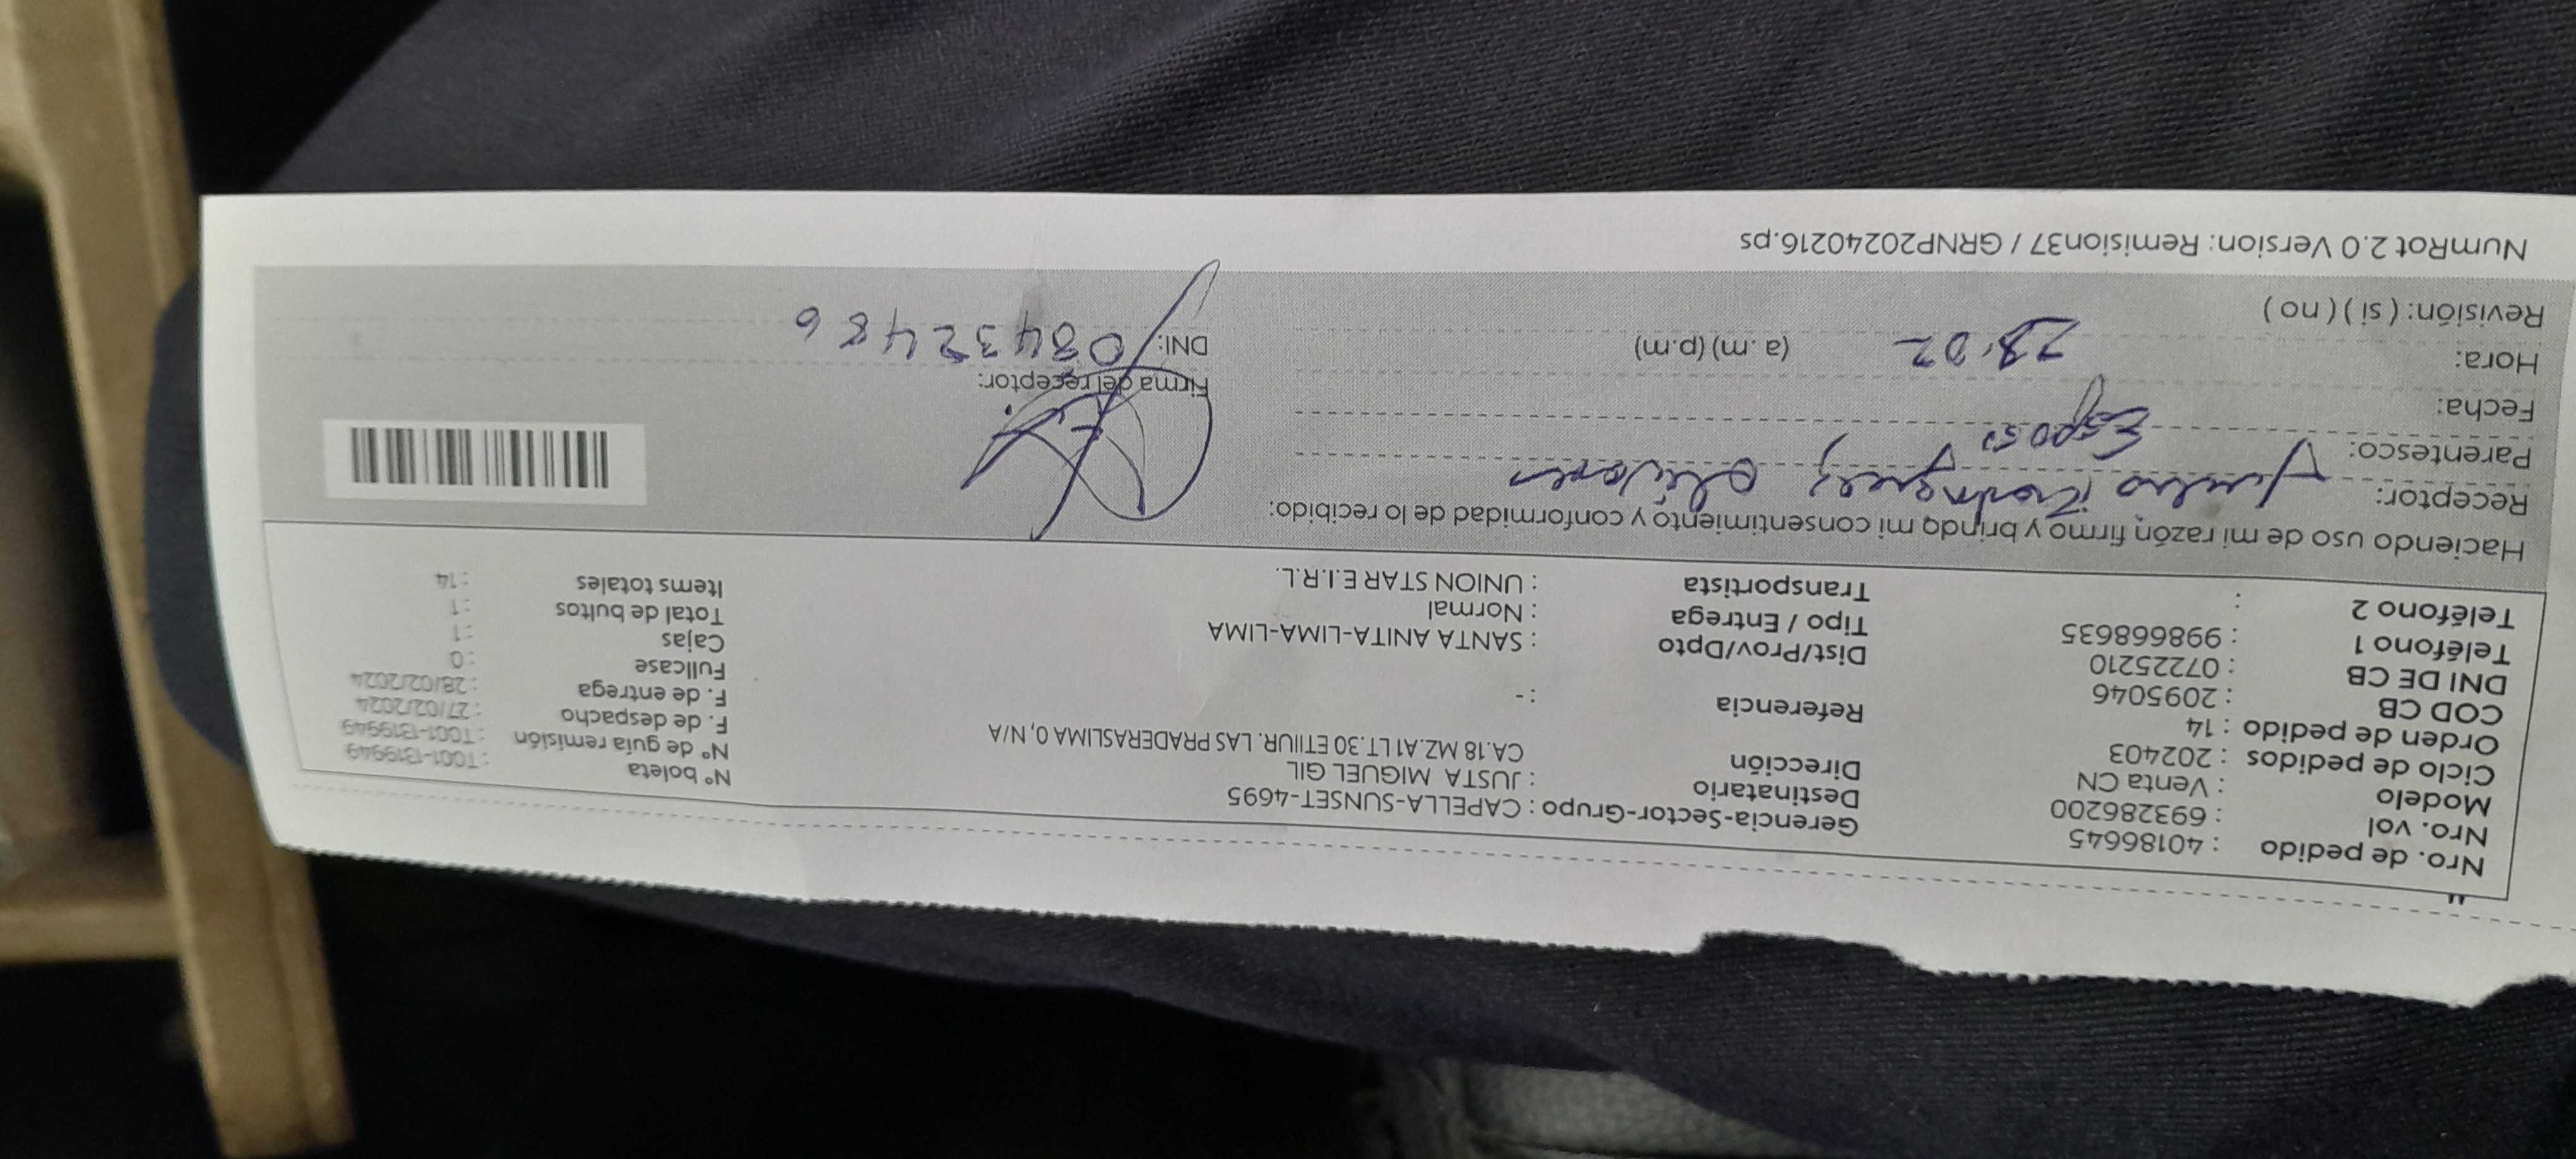 Nro. de pedido : 40186645
Nro. vol : 693286200
Modelo : Venta CN
Ciclo de pedidos : 202403
Orden de pedido : 14
COD CB : 2095046
DNI DE CB : 07225210
Teléfono 1 : 998668635
Teléfono 2 :
Gerencia-Sector-Grupo : CAPELLA-SUNSET-4695
Destinatario : JUSTA MIGUEL GIL
Dirección CA.18 MZ.A1 LT.30 ETIIUR. LAS PRADERASLIMA 0, N/A
Referencia : -
Dist/Prov/Dpto : SANTA ANITA-LIMA-LIMA
Tipo / Entrega : Normal
Transportista : UNION STAR E.I.R.L.
Nº boleta : T001-1319949
Nº de guia remisión : T001-1319949
F. de despacho : 27/02/2024
F. de entrega : 28/02/2024
Fullcase : 0
Cajas : 1
Total de bultos : 1
Items totales : 14
Haciendo uso de mi razón firmo y brindo mi consentimiento y conformidad de lo recibido:
Receptor: Olivares
Parentesco: Esposo
Fecha:
Hora: (a.m) (p.m)
Revisión: ( si ) ( no )
Firma del receptor:
DNI: 08432486
NumRot 2.0 Version: Remision37 / GRNP20240216.ps